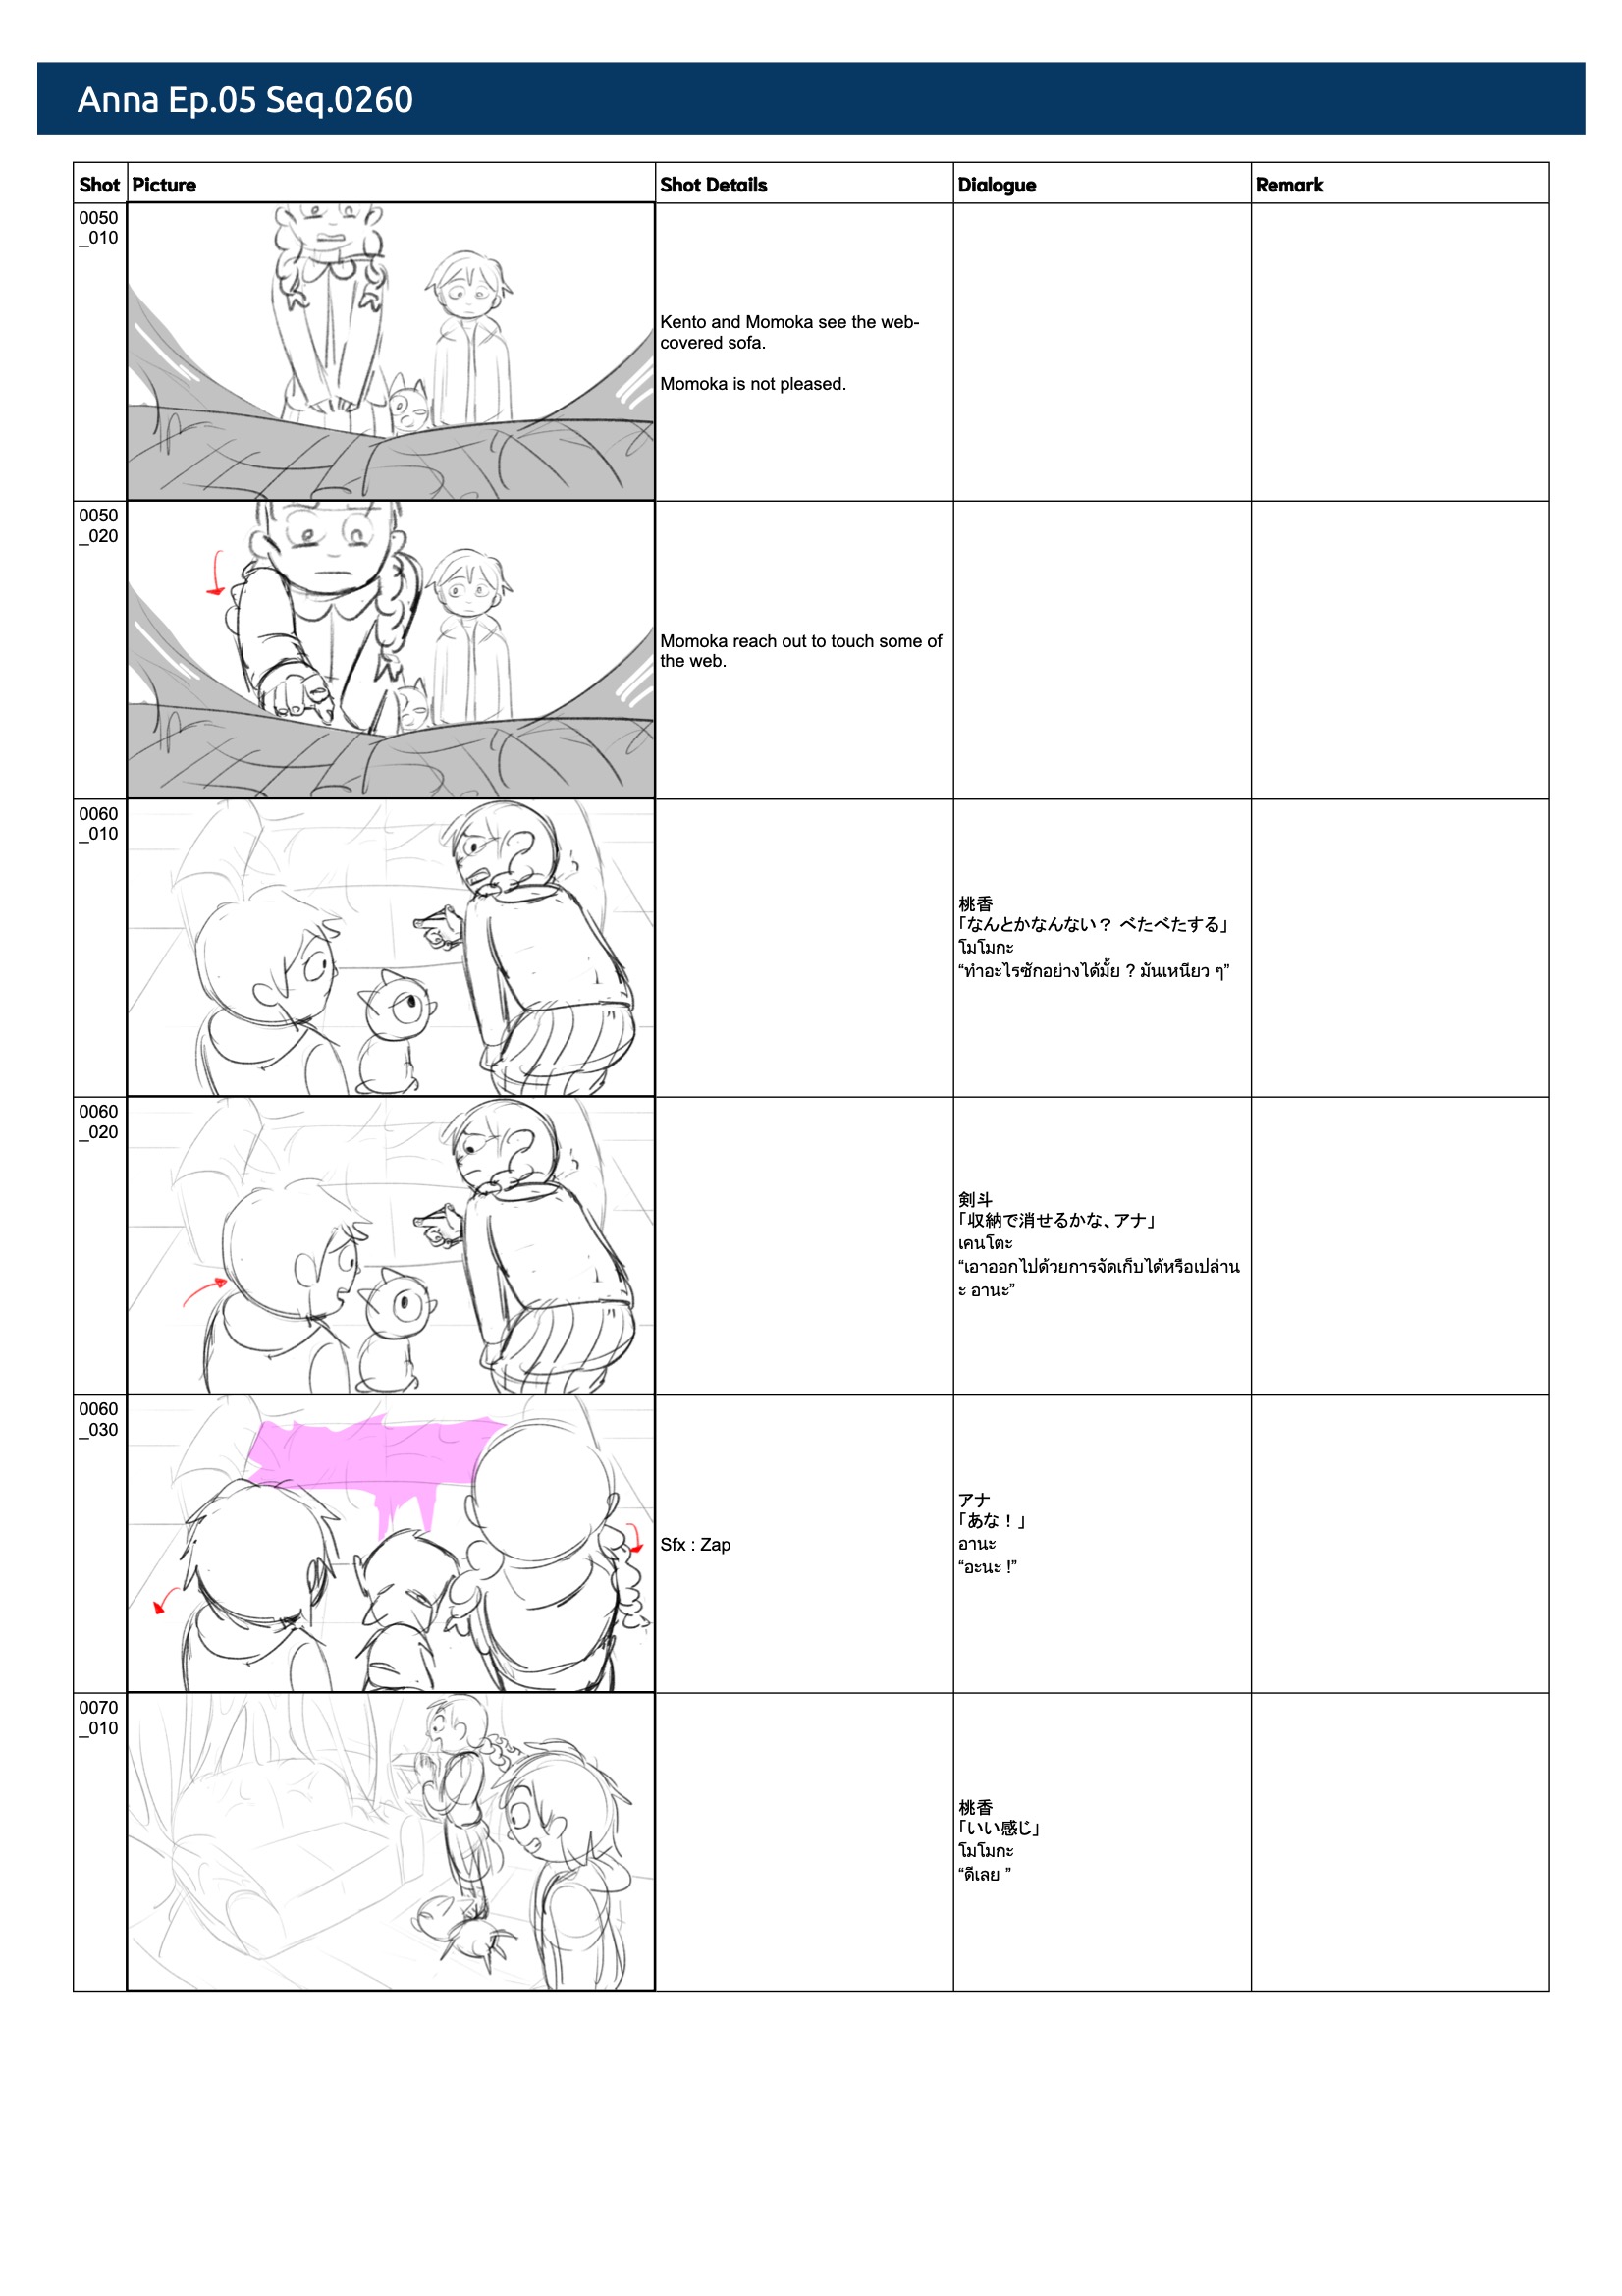 Anna Ep.05 Seq.0260
Shot Picture Shot Details Dialogue Remark
0050
_010
Kento and Momoka see the web-
covered sofa.
Momoka is not pleased.
0050
_020
Momoka reach out to touch some of
the web.
0060
_010
桃香
「なんとかなんない？ べたべたする」
โมโมกะ
“ทำอะไรซักอย่างได้มั้ย ? มันเหนียว ๆ”
0060
_020
剣斗
「収納で消せるかな、アナ」
เคนโตะ
“เอาออกไปด้วยการจัดเก็บได้หรือเปล่าน
ะ อานะ”
0060
_030
Sfx : Zap
アナ
「あな！」
อานะ
“อะนะ !”
0070
_010
桃香
「いい感じ」
โมโมกะ
“ดีเลย ”